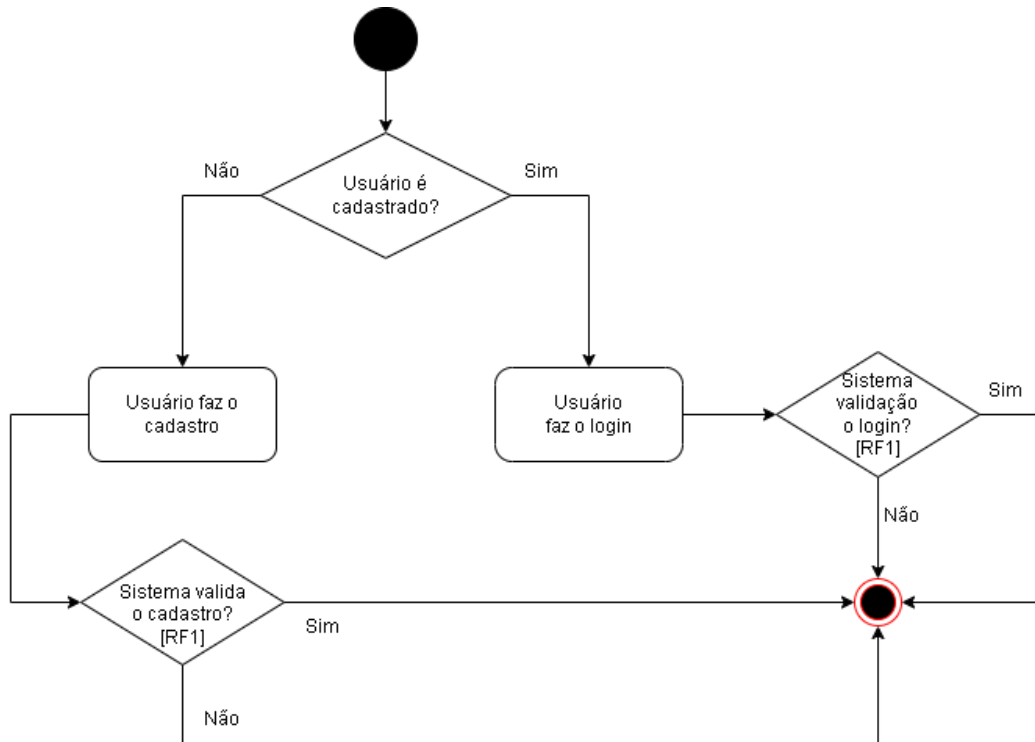 Não
Sim
Usuário é
cadastrado?
Usuário faz o
cadastro
Usuário
faz o login
Sistema
validação
o login?
[RF1]
Sim
Não
Sistema valida
o cadastro?
[RF1]
Sim
Não